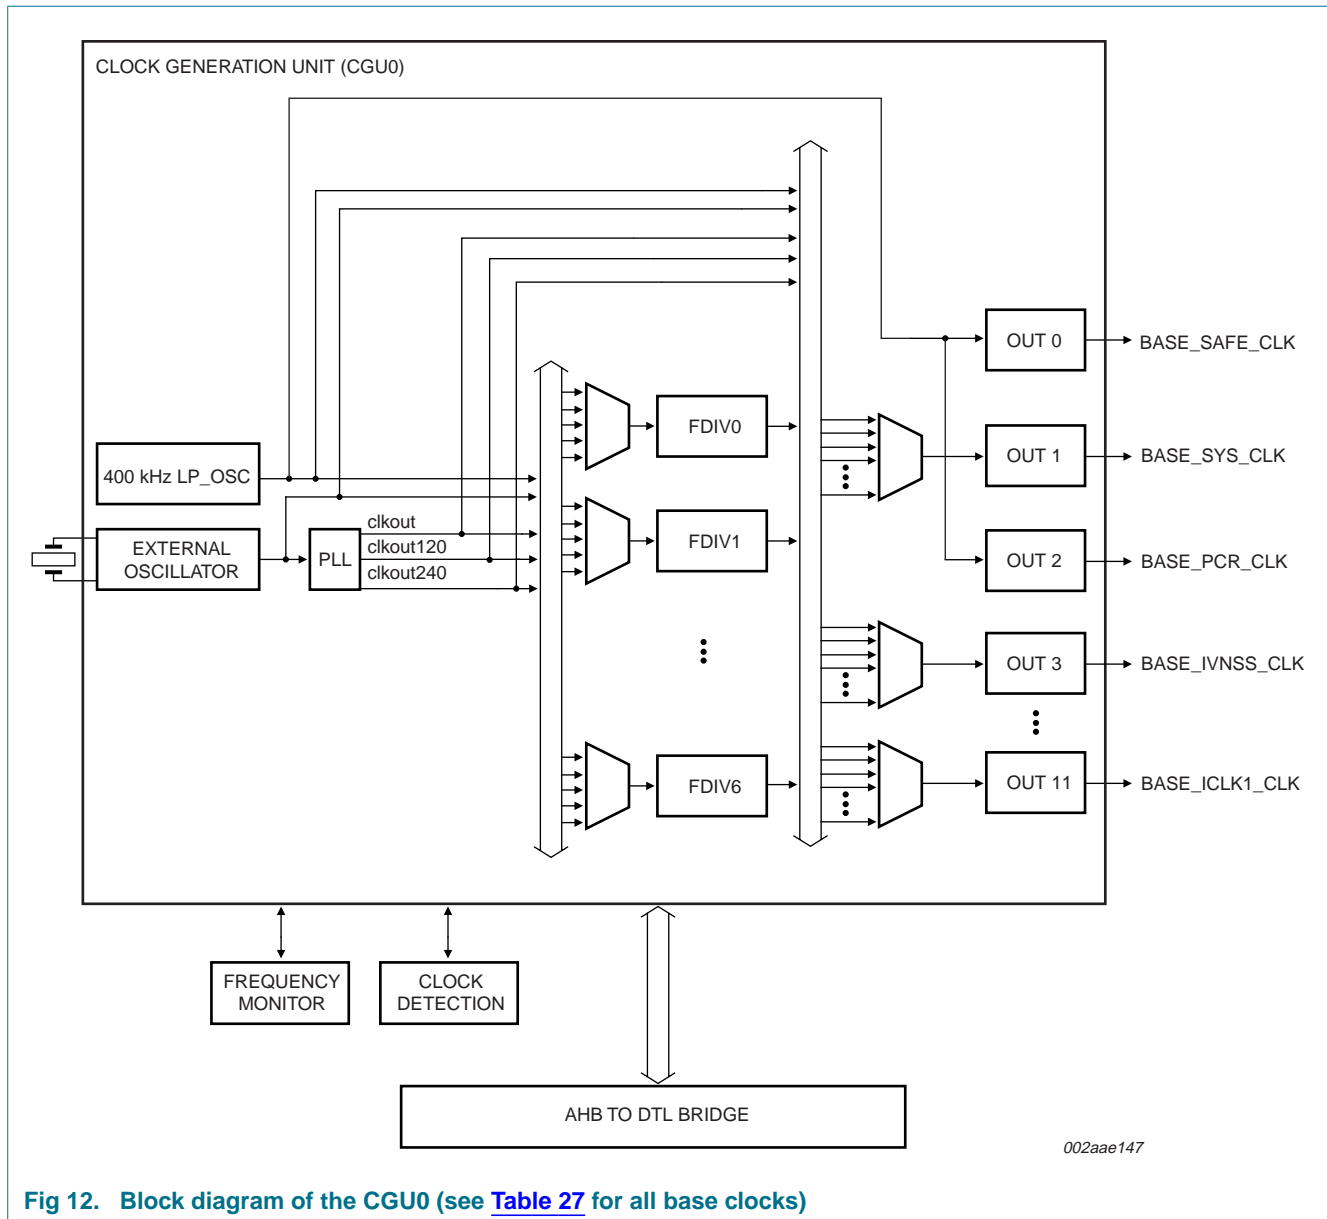 CLOCK GENERATION UNIT (CGU0)
OUT 0
BASE_SAFE_CLK
FDIV0
400 kHz LP_OSC
OUT 1
BASE_SYS_CLK
EXTERNAL
OSCILLATOR
PLL
clkout
clkout120
clkout240
FDIV1
OUT 2
BASE_PCR_CLK
OUT 3
BASE_IVNSS_CLK
FDIV6
OUT 11
BASE_ICLK1_CLK
FREQUENCY
MONITOR
CLOCK
DETECTION
AHB TO DTL BRIDGE
002aae147
Fig 12. Block diagram of the CGU0 (see Table 27 for all base clocks)